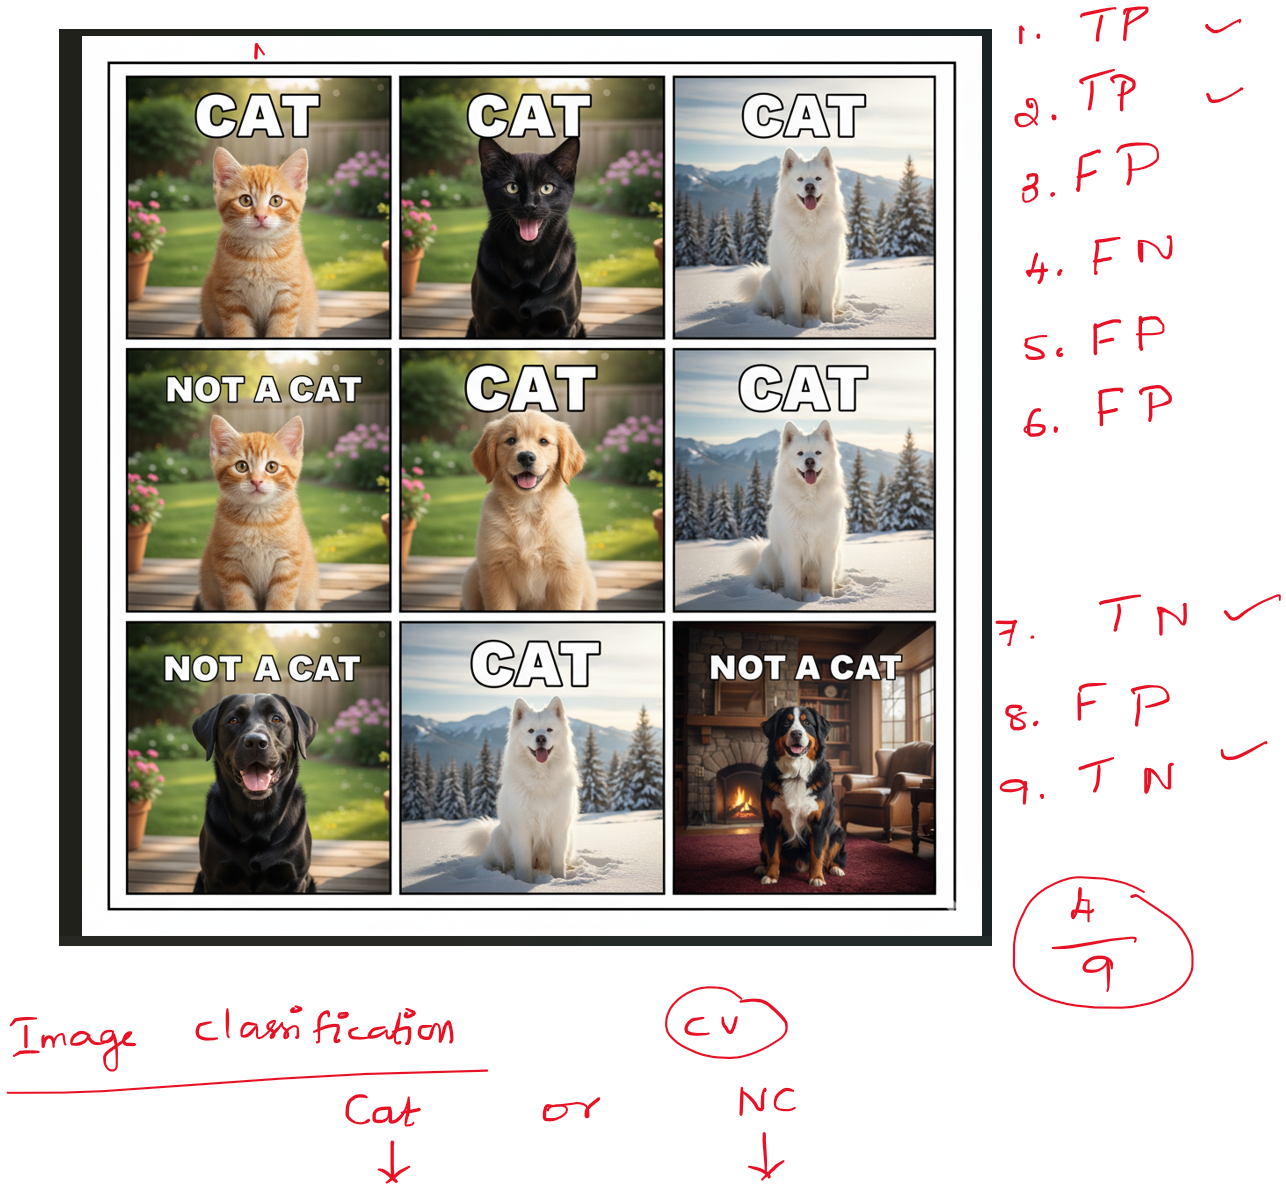 CAT CAT CAT
NOT A CAT CAT CAT
NOT A CAT CAT NOT A CAT
1. TP ✓
2. TP ✓
3. FP
4. FN
5. FP
6. FP
7. TN ✓
8. FP
9. TN ✓
4
9
Image classification CV
Cat or NC